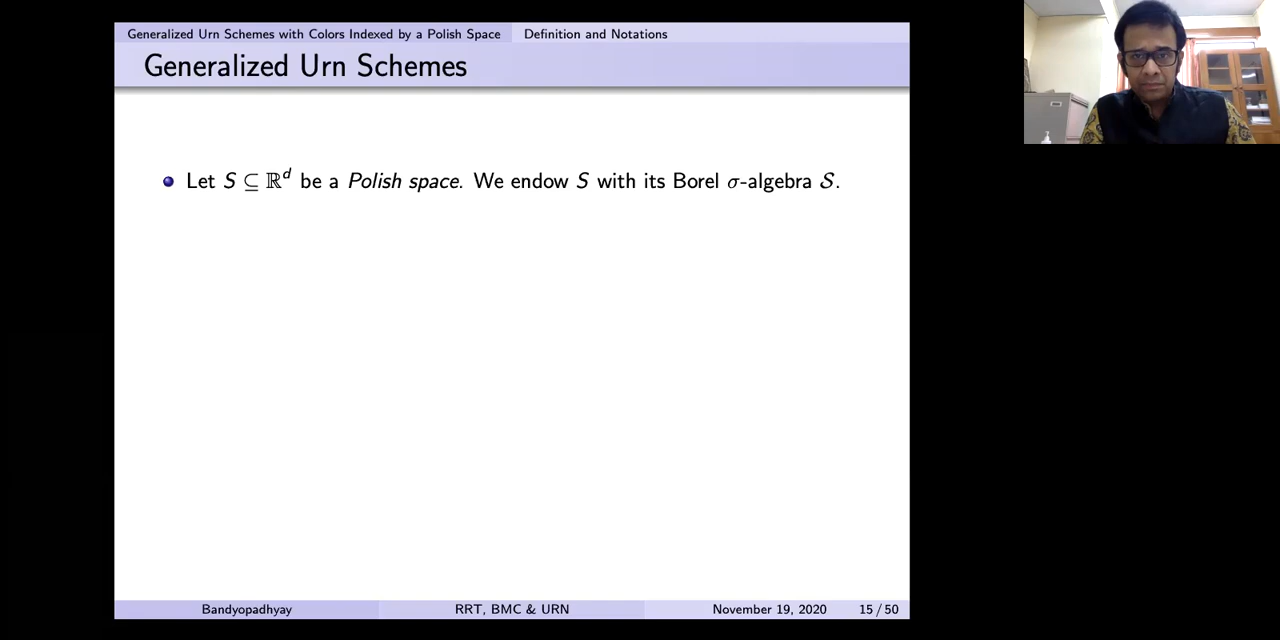 Generalized Urn Schemes with Colors Indexed by a Polish Space Definition and Notations
Generalized Urn Schemes
Let S ⊆ ℝᵈ be a Polish space. We endow S with its Borel σ-algebra 𝒮.
Bandyopadhyay RRT, BMC & URN November 19, 2020 15 / 50